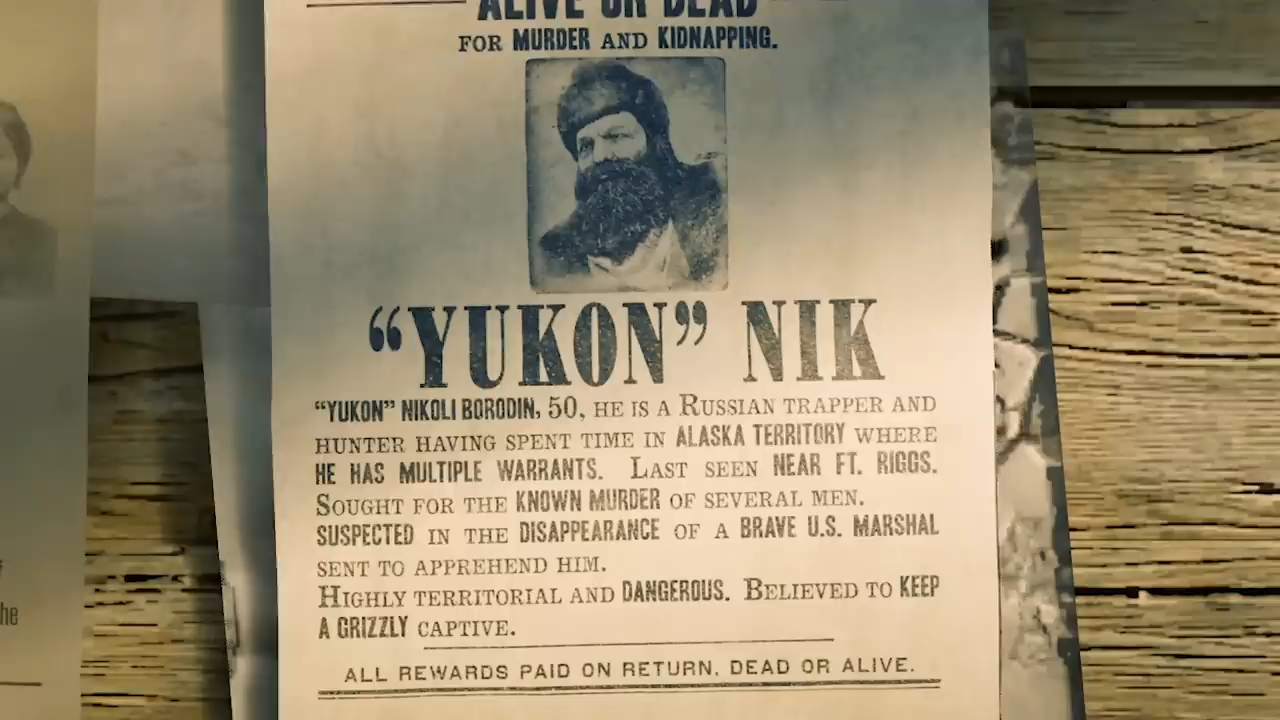 ALIVE OR DEAD
FOR MURDER AND KIDNAPPING.
“YUKON” NIK
“YUKON” NIKOLI BORODIN, 50, HE IS A RUSSIAN TRAPPER AND
HUNTER HAVING SPENT TIME IN ALASKA TERRITORY WHERE
HE HAS MULTIPLE WARRANTS. LAST SEEN NEAR FT. RIGGS.
SOUGHT FOR THE KNOWN MURDER OF SEVERAL MEN.
SUSPECTED IN THE DISAPPEARANCE OF A BRAVE U.S. MARSHAL
SENT TO APPREHEND HIM.
HIGHLY TERRITORIAL AND DANGEROUS. BELIEVED TO KEEP
A GRIZZLY CAPTIVE.
ALL REWARDS PAID ON RETURN, DEAD OR ALIVE.